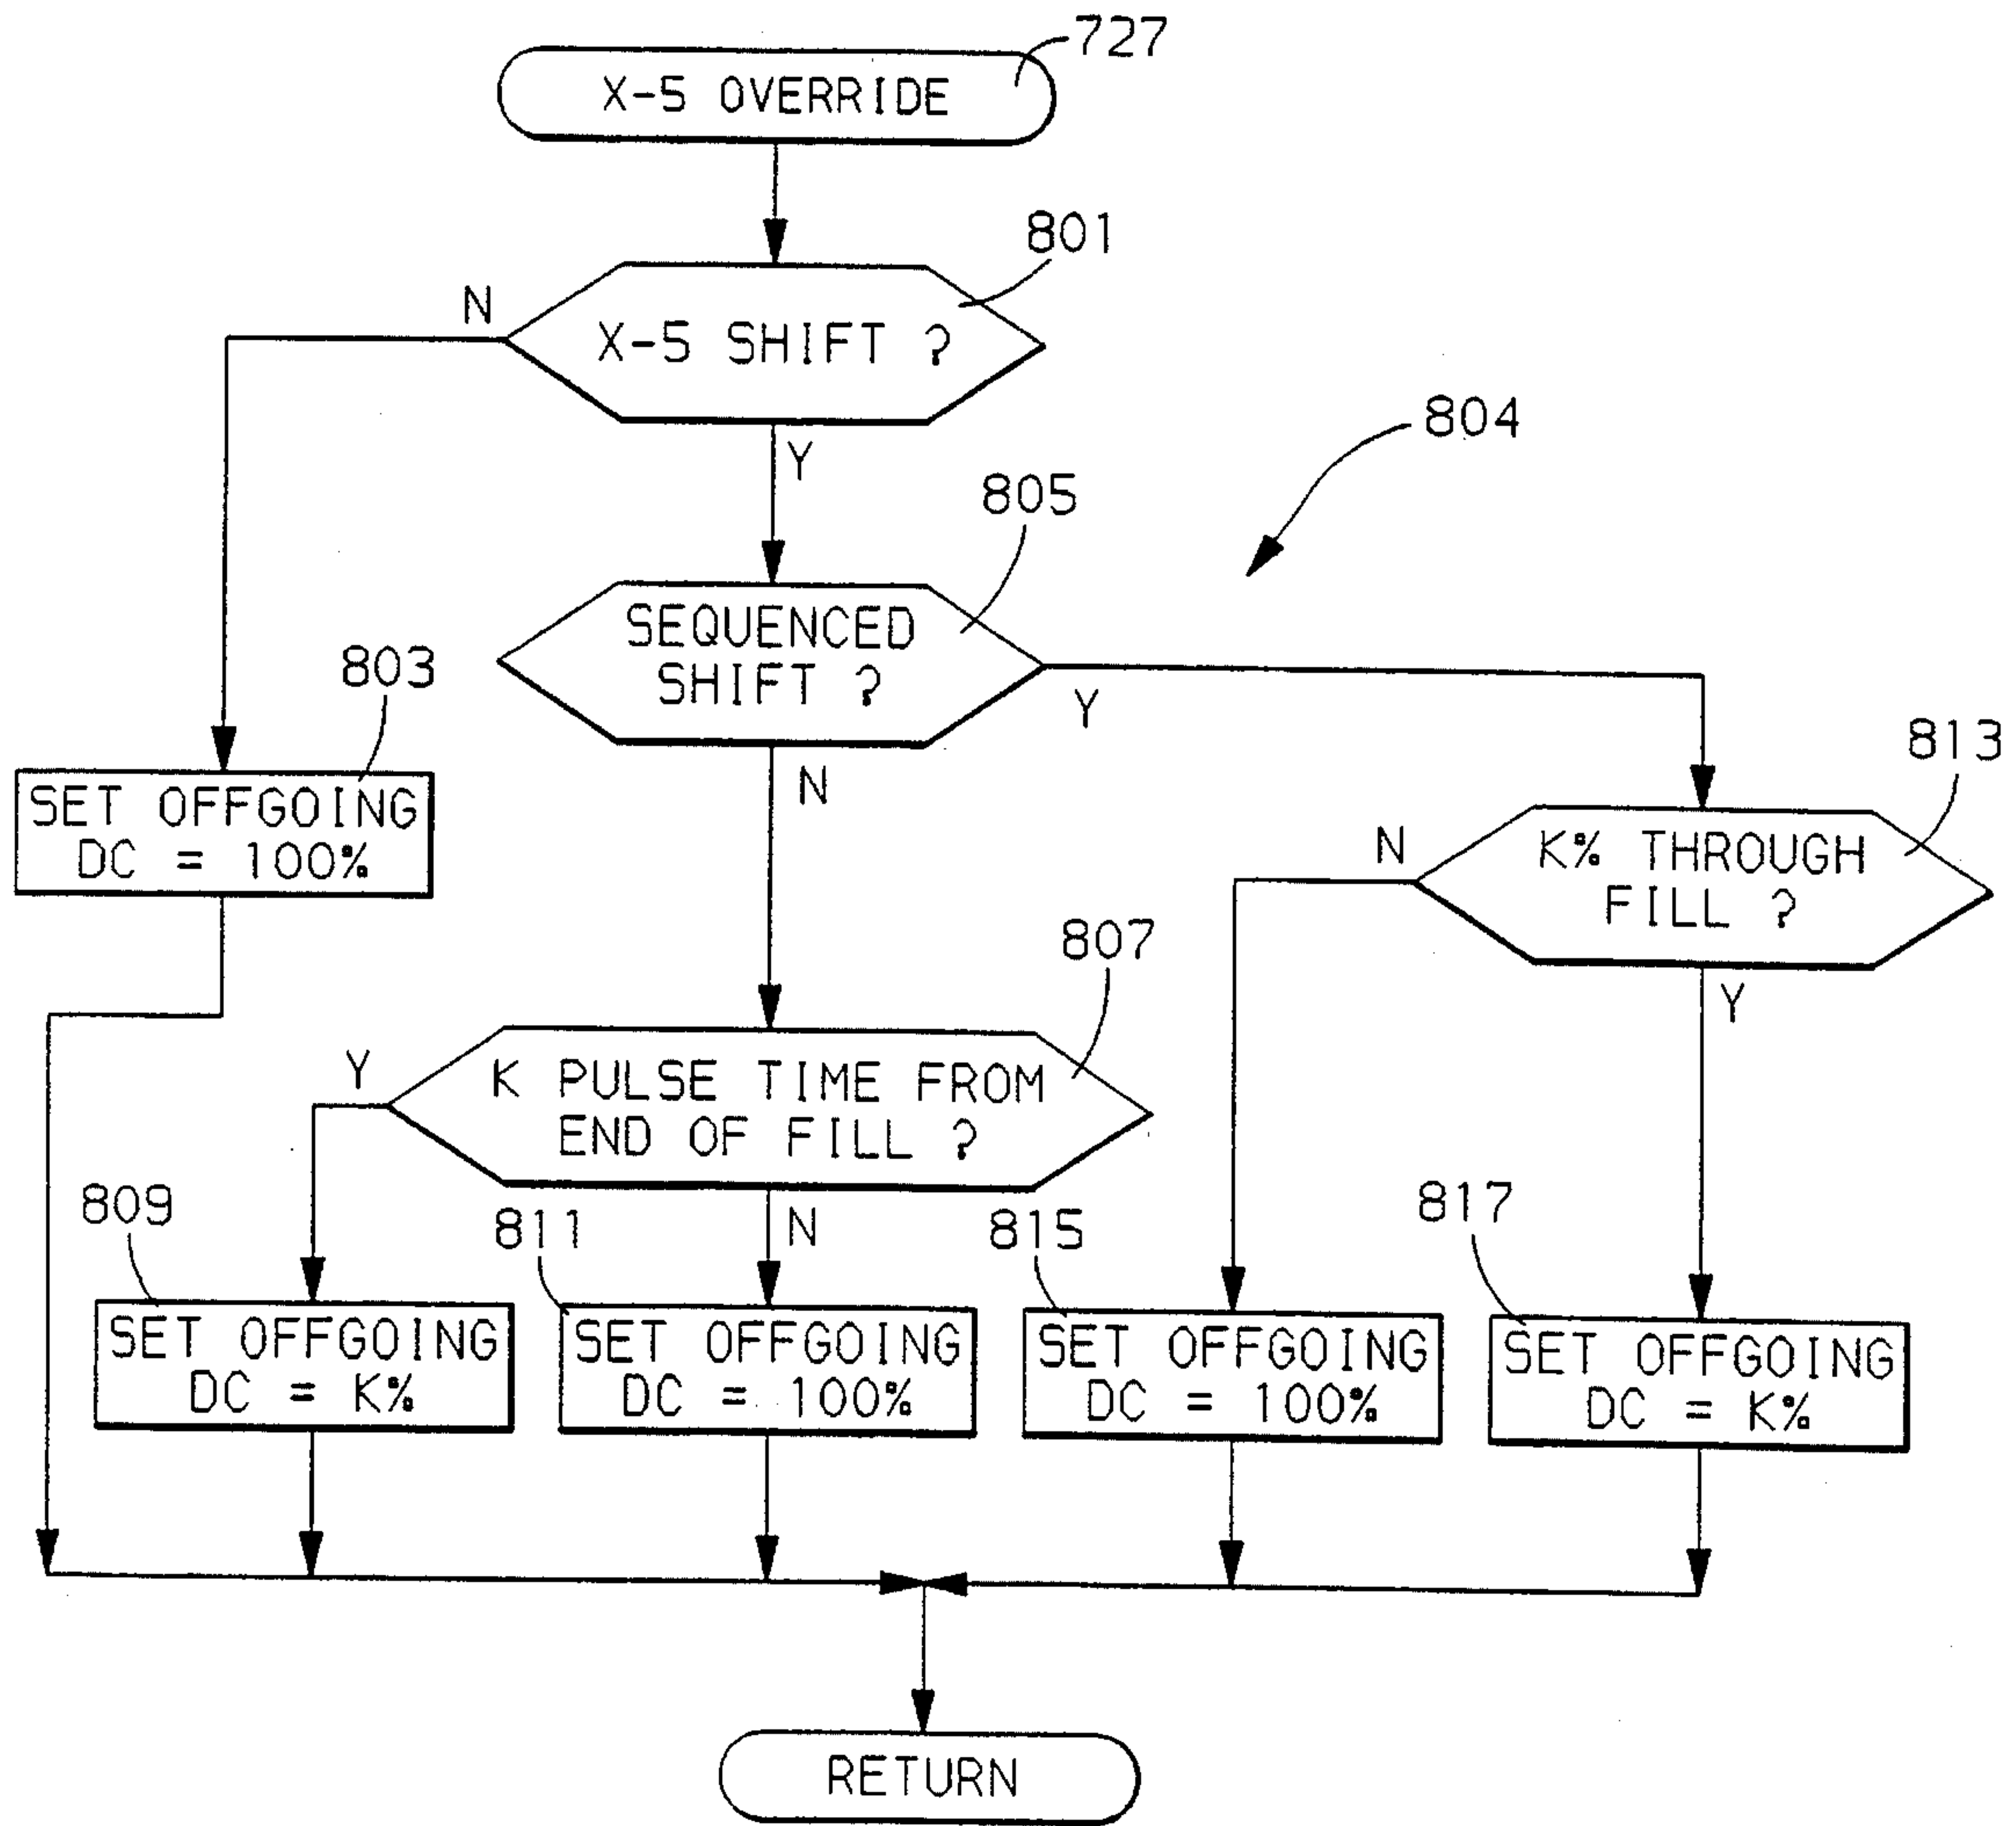 727
X-5 OVERRIDE
801
N
X-5 SHIFT ?
804
Y
805
SEQUENCED
SHIFT ?
803
Y
813
N
SET OFFGOING
DC = 100%
N
K% THROUGH
FILL ?
807
Y
Y
K PULSE TIME FROM
END OF FILL ?
809
811
N
815
817
SET OFFGOING
DC = K%
SET OFFGOING
DC = 100%
SET OFFGOING
DC = 100%
SET OFFGOING
DC = K%
RETURN